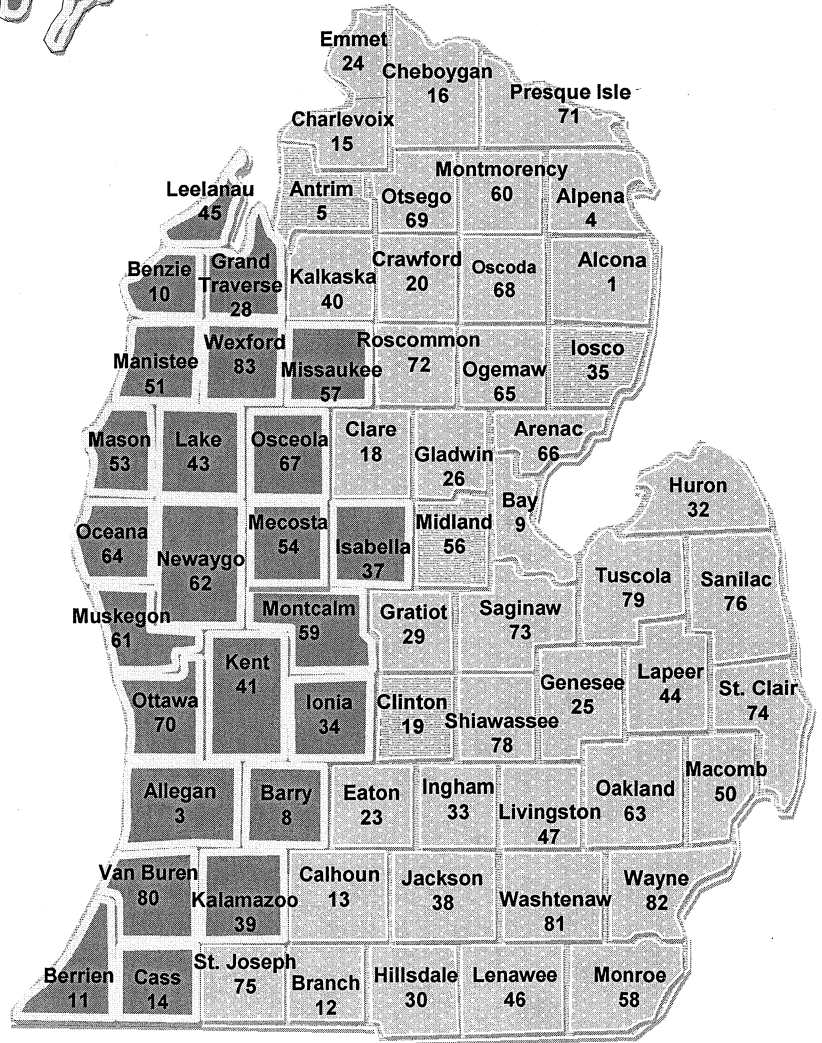 Emmet
24
Cheboygan
16
Presque Isle
71
Charlevoix
15
Leelanau
45
Antrim
5
Otsego
69
Montmorency
60
Alpena
4
Benzie
10
Grand
Traverse
28
Kalkaska
40
Crawford
20
Oscoda
68
Alcona
1
Manistee
51
Wexford
83
Missaukee
57
Roscommon
72
Ogemaw
65
Iosco
35
Mason
53
Lake
43
Osceola
67
Clare
18
Gladwin
26
Arenac
66
Huron
32
Oceana
64
Newaygo
62
Mecosta
54
Isabella
37
Midland
56
Bay
9
Tuscola
79
Sanilac
76
Muskegon
61
Montcalm
59
Gratiot
29
Saginaw
73
Ottawa
70
Kent
41
Ionia
34
Clinton
19
Shiawassee
78
Genesee
25
Lapeer
44
St. Clair
74
Allegan
3
Barry
8
Eaton
23
Ingham
33
Livingston
47
Oakland
63
Macomb
50
Van Buren
80
Kalamazoo
39
Calhoun
13
Jackson
38
Washtenaw
81
Wayne
82
Berrien
11
Cass
14
St. Joseph
75
Branch
12
Hillsdale
30
Lenawee
46
Monroe
58